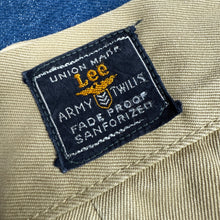 UNION MADE
Lee
ARMY TWILLS
FADE PROOF
SANFORIZED